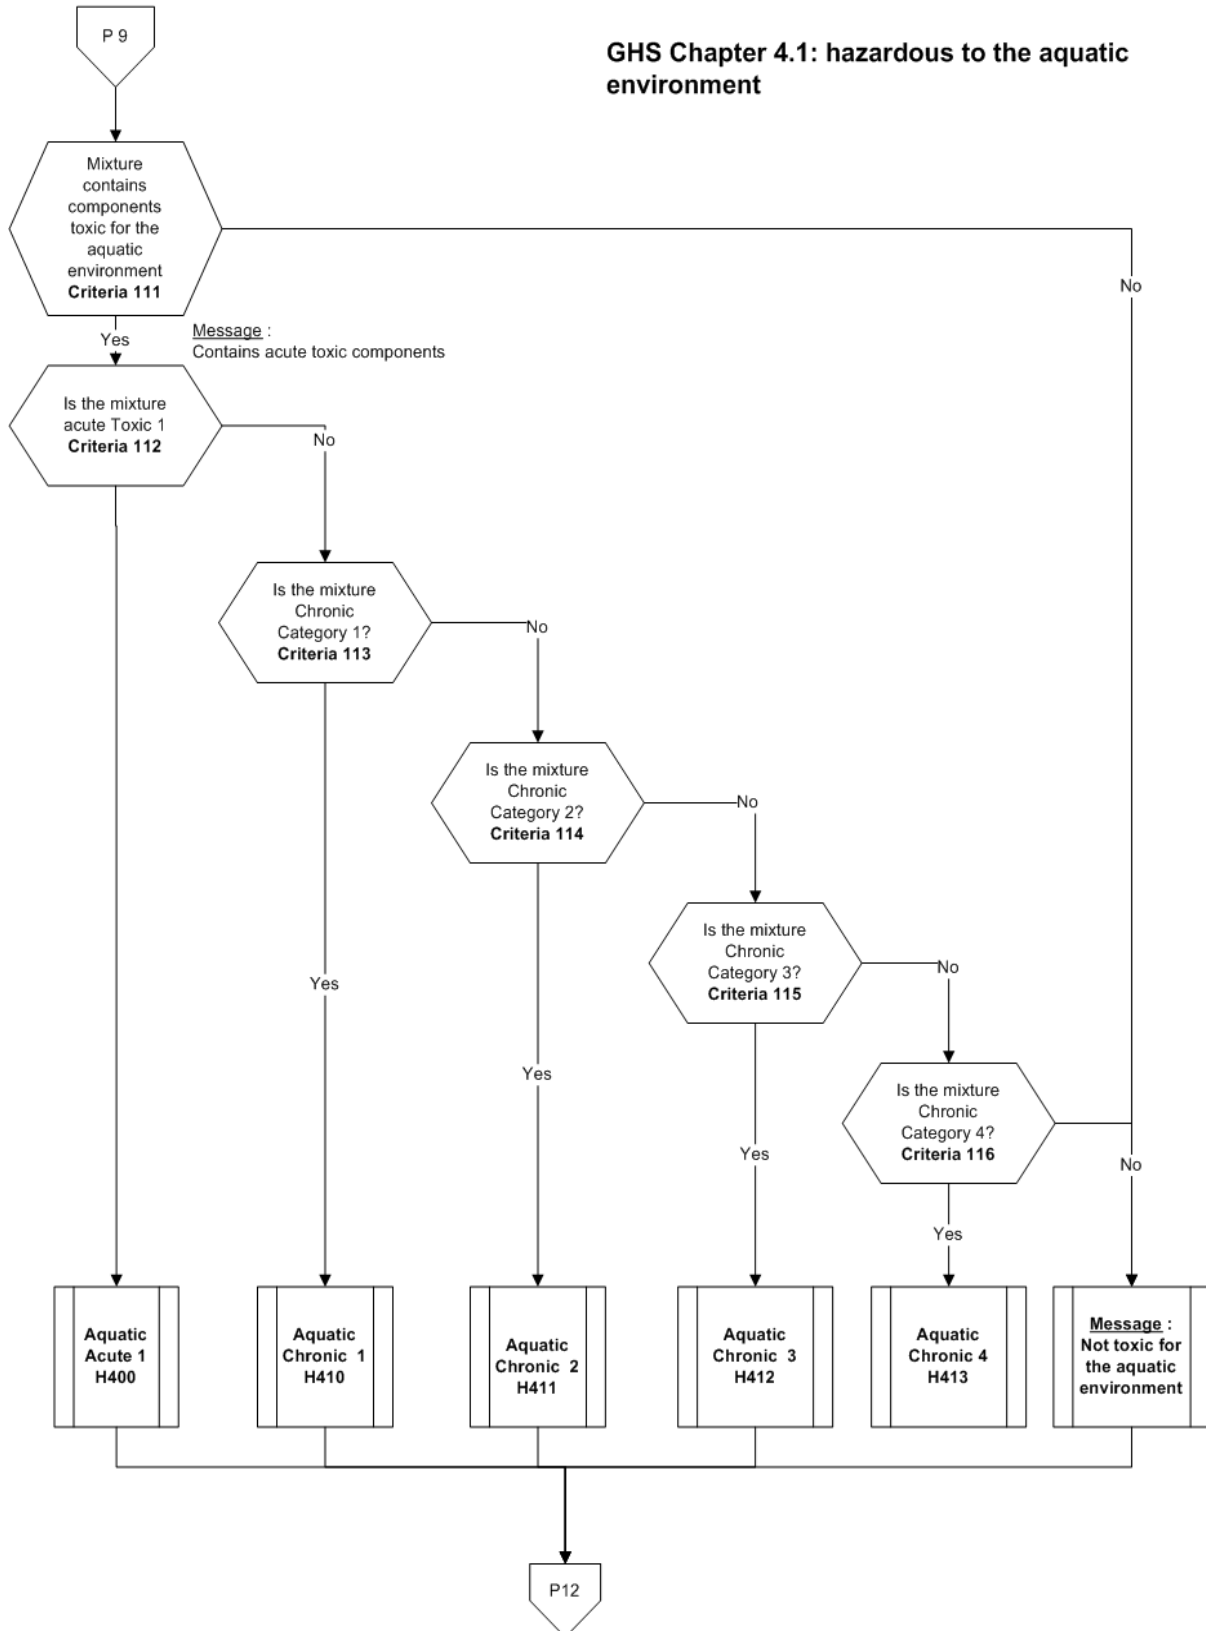 P 9
GHS Chapter 4.1: hazardous to the aquatic
environment
Mixture
contains
components
toxic for the
aquatic
environment
Criteria 111
No
Yes
Message :
Contains acute toxic components
Is the mixture
acute Toxic 1
Criteria 112
No
Is the mixture
Chronic
Category 1?
Criteria 113
No
Is the mixture
Chronic
Category 2?
Criteria 114
No
Is the mixture
Chronic
Category 3?
Criteria 115
No
Yes
Yes
Is the mixture
Chronic
Category 4?
Criteria 116
Yes
No
Yes
Aquatic
Acute 1
H400
Aquatic
Chronic 1
H410
Aquatic
Chronic 2
H411
Aquatic
Chronic 3
H412
Aquatic
Chronic 4
H413
Message :
Not toxic for
the aquatic
environment
P12